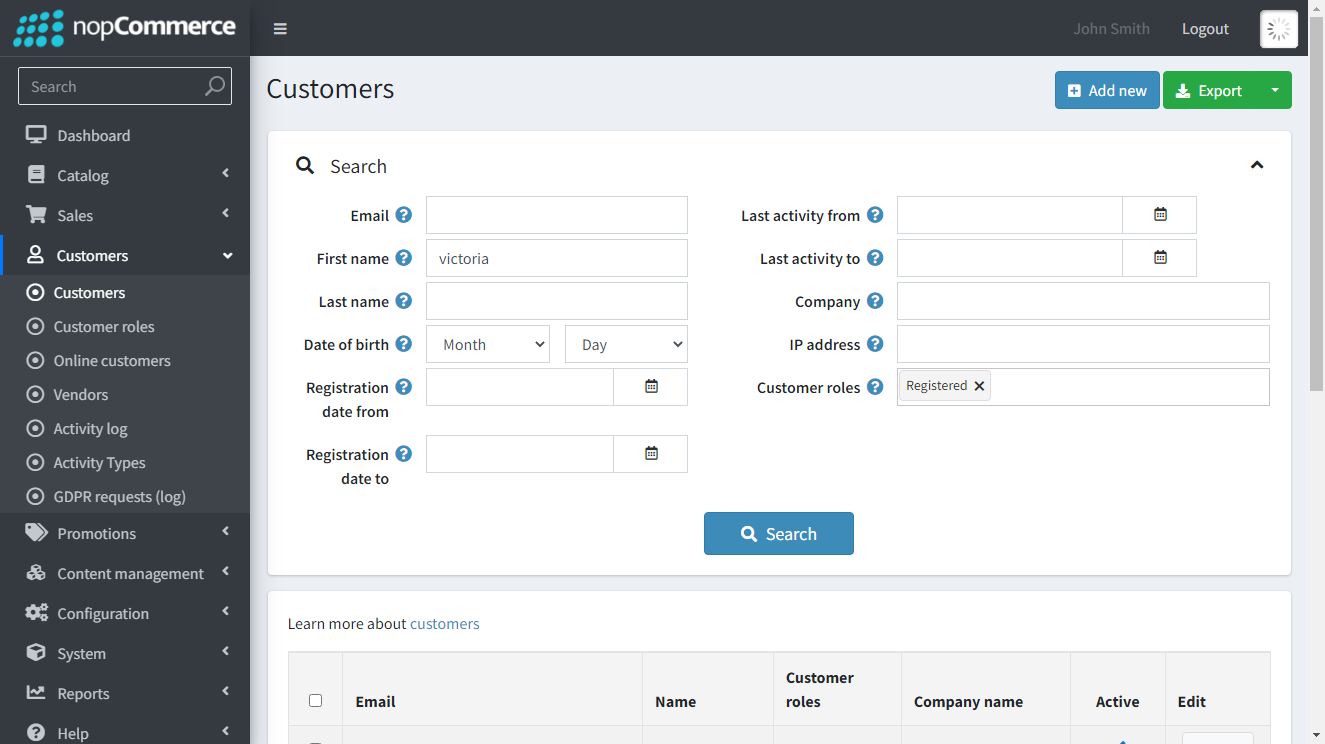 nopCommerce
John Smith
Logout
Search
Dashboard
Catalog
Sales
Customers
Customers
Customer roles
Online customers
Vendors
Activity log
Activity Types
GDPR requests (log)
Promotions
Content management
Configuration
System
Reports
Help
Customers
Add new
Export
Search
Email
First name
victoria
Last name
Date of birth
Month
Day
Registration
date from
Registration
date to
Last activity from
Last activity to
Company
IP address
Customer roles
Registered
Search
Learn more about customers
Email
Name
Customer
roles
Company name
Active
Edit